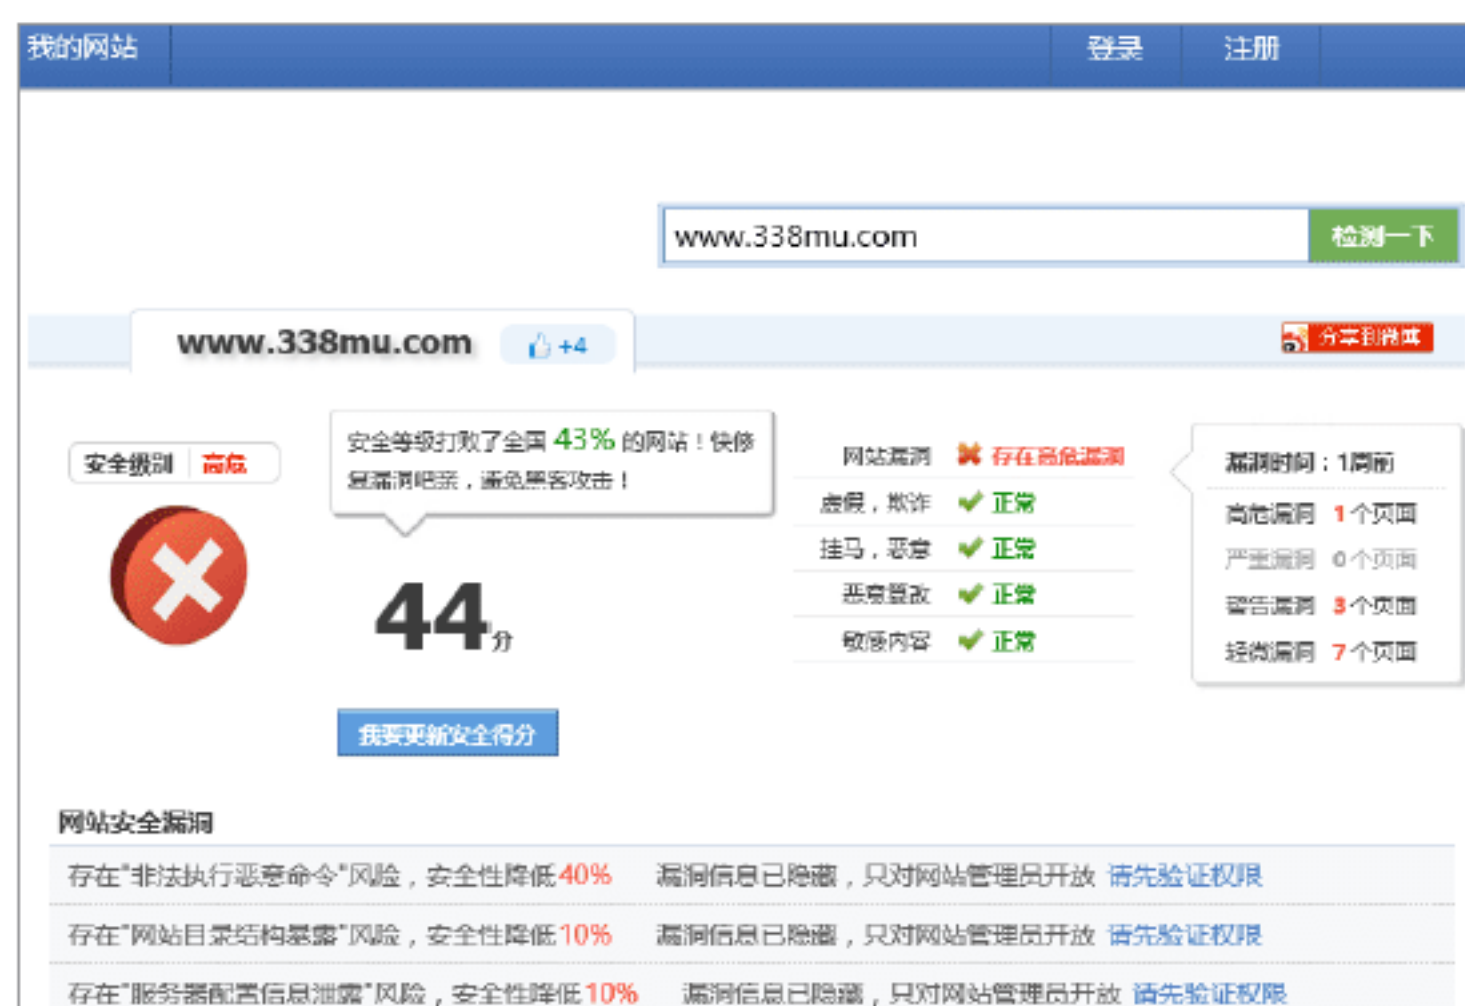 我的网站 登录 注册
www.338mu.com 检测一下
www.338mu.com +4 分享到微博
安全级别 高危
安全等级打败了全国 43% 的网站！快修
复漏洞吧亲，避免黑客攻击！
44分
我要更新安全得分
网站漏洞 存在高危漏洞
虚假，欺诈 正常
挂马，恶意 正常
恶意篡改 正常
敏感内容 正常
漏洞时间：1周前
高危漏洞 1个页面
严重漏洞 0个页面
警告漏洞 3个页面
轻微漏洞 7个页面
网站安全漏洞
存在"非法执行恶意命令"风险，安全性降低40% 漏洞信息已隐藏，只对网站管理员开放 请先验证权限
存在"网站目录结构暴露"风险，安全性降低10% 漏洞信息已隐藏，只对网站管理员开放 请先验证权限
存在"服务器配置信息泄露"风险，安全性降低10% 漏洞信息已隐藏，只对网站管理员开放 请先验证权限